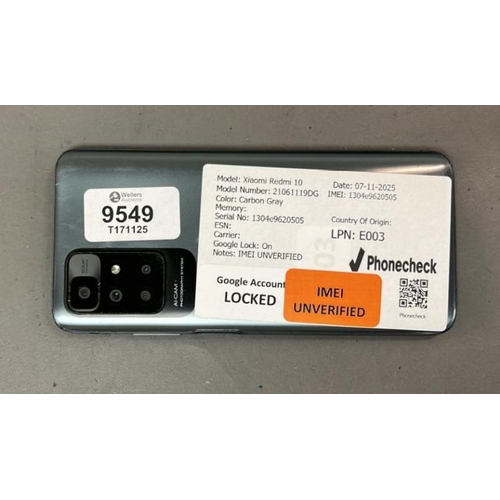 Wellers
9549
T171125
AI-CAM
Model: Xiaomi Redmi 10
Date: 07-11-2025
Model Number: 21061119DG
IMEI: 1304c9620505
Color: Carbon Gray
Memory:
Serial No: 1304c9620505
Country Of Origin:
ESN:
Carrier:
LPN: E003
Google Lock: On
Notes: IMEI UNVERIFIED
Phonecheck
Google Account
LOCKED
IMEI
UNVERIFIED
Phonecheck
03